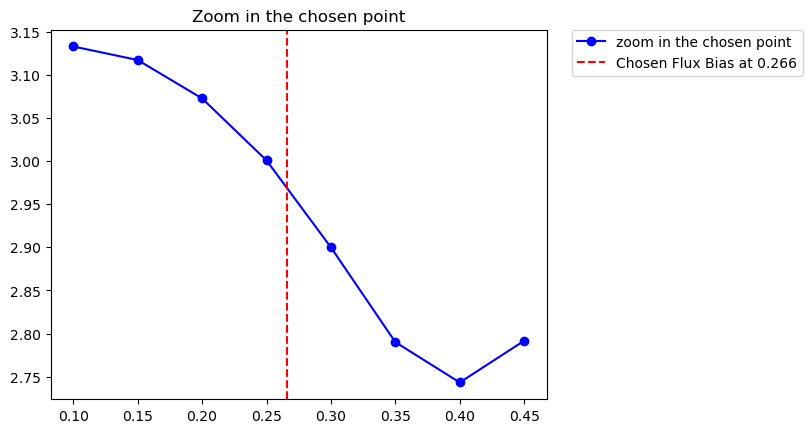 Zoom in the chosen point
zoom in the chosen point
Chosen Flux Bias at 0.266
3.15
3.10
3.05
3.00
2.95
2.90
2.85
2.80
2.75
0.10 0.15 0.20 0.25 0.30 0.35 0.40 0.45